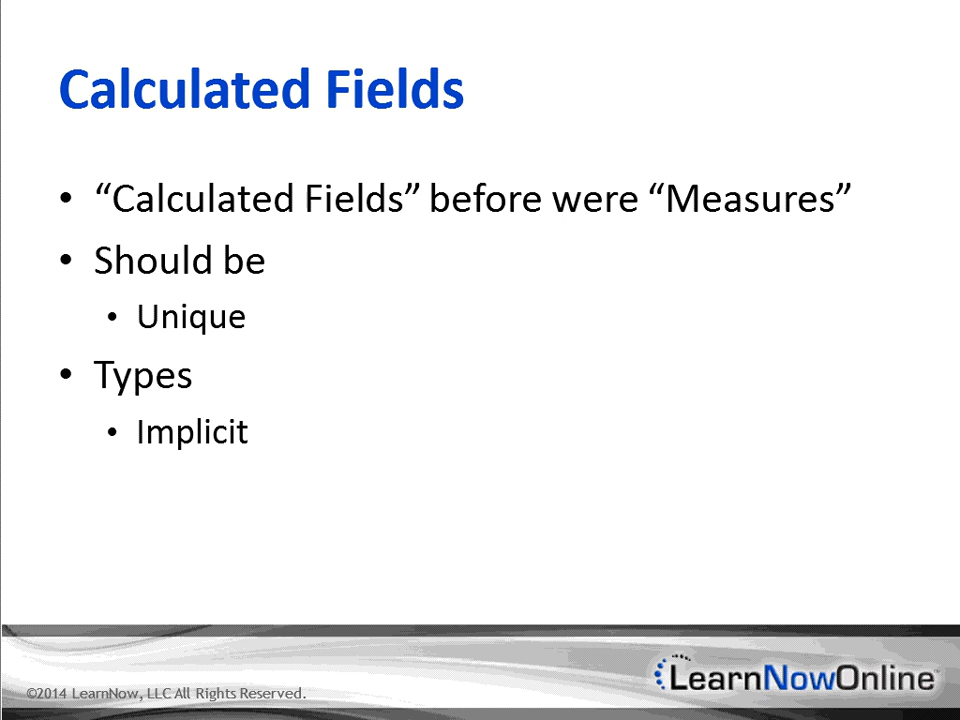 Calculated Fields
• “Calculated Fields” before were “Measures”
• Should be
• Unique
• Types
• Implicit
©2014 LearnNow, LLC All Rights Reserved.
LearnNowOnline